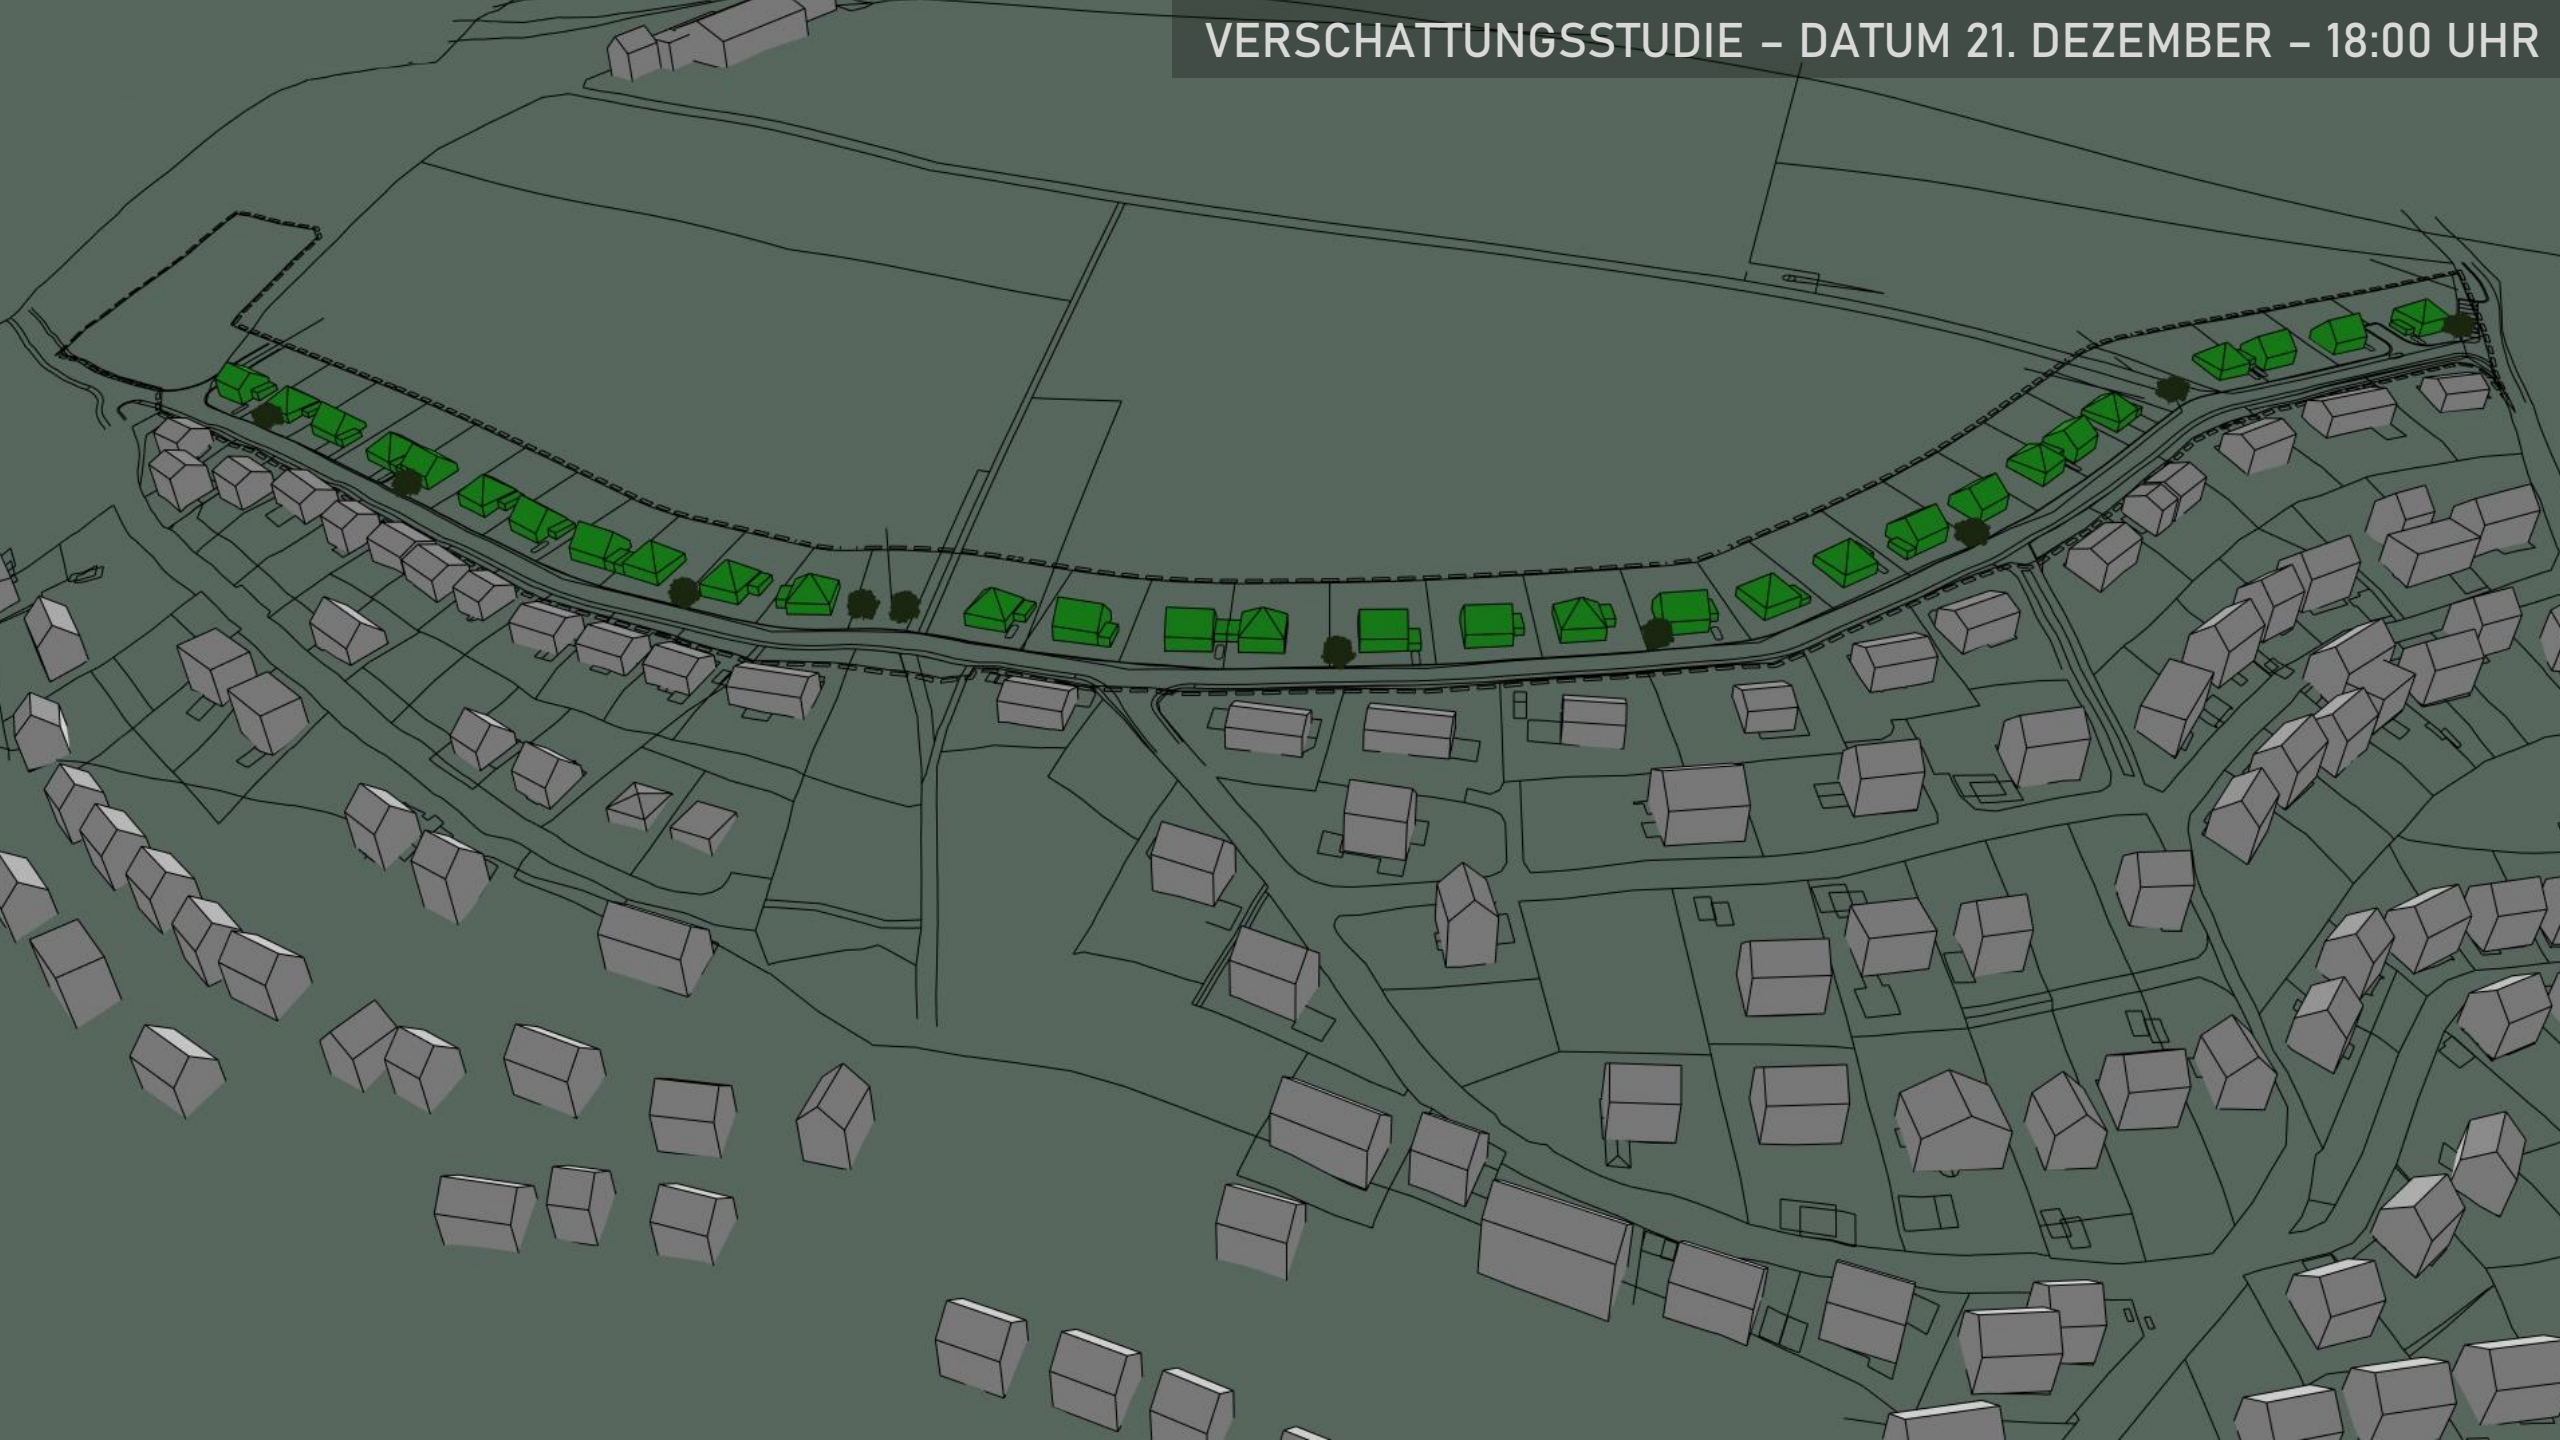 VERSCHATTUNGSSTUDIE – DATUM 21. DEZEMBER – 18:00 UHR